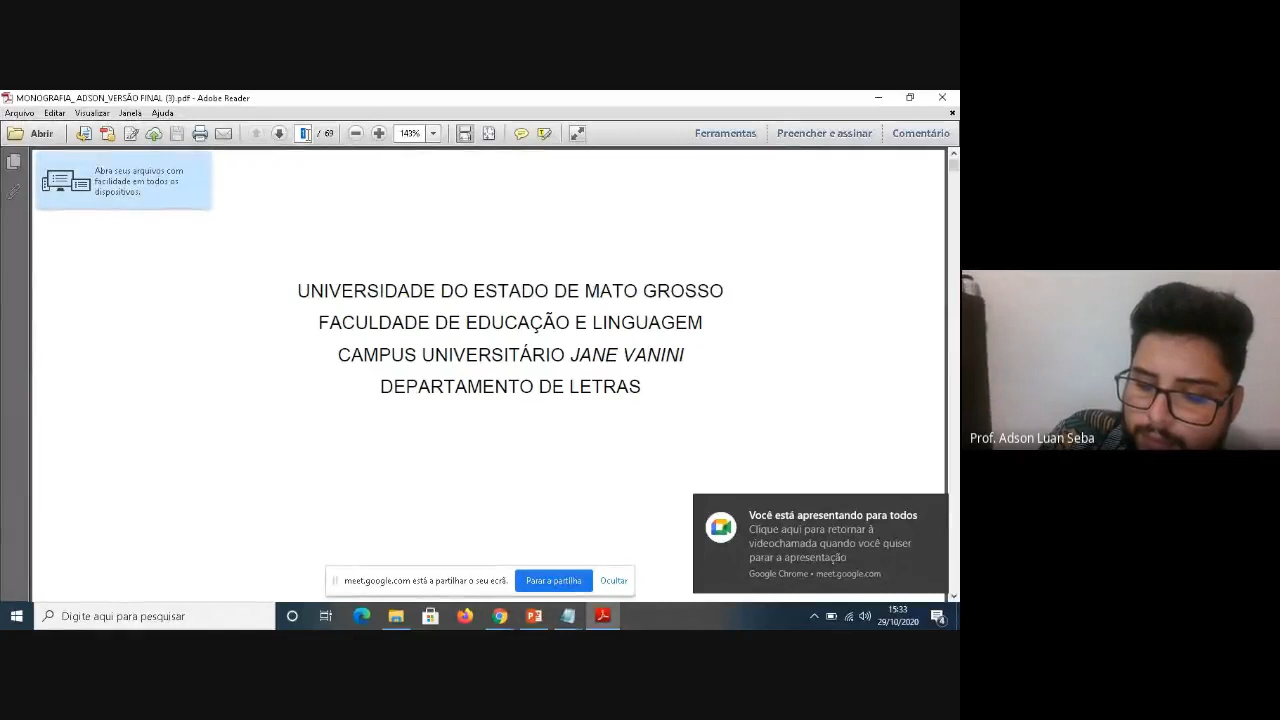 MONOGRAFIA_ ADSON_VERSÃO FINAL (3).pdf - Adobe Reader
Arquivo Editar Visualizar Janela Ajuda
Abrir
1 / 69
143%
Ferramentas
Preencher e assinar
Comentário
Abra seus arquivos com
facilidade em todos os
dispositivos.
UNIVERSIDADE DO ESTADO DE MATO GROSSO
FACULDADE DE EDUCAÇÃO E LINGUAGEM
CAMPUS UNIVERSITÁRIO JANE VANINI
DEPARTAMENTO DE LETRAS
Prof. Adson Luan Seba
Você está apresentando para todos
Clique aqui para retornar à
videochamada quando você quiser
parar a apresentação
Google Chrome • meet.google.com
meet.google.com está a partilhar o seu ecrã.
Parar a partilha
Ocultar
Digite aqui para pesquisar
15:33
29/10/2020
4